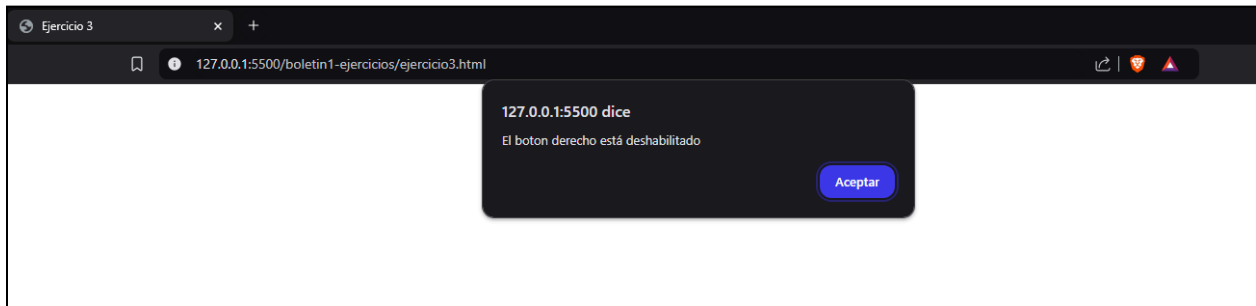 Ejercicio 3
127.0.0.1:5500/boletin1-ejercicios/ejercicio3.html
127.0.0.1:5500 dice
El boton derecho está deshabilitado
Aceptar